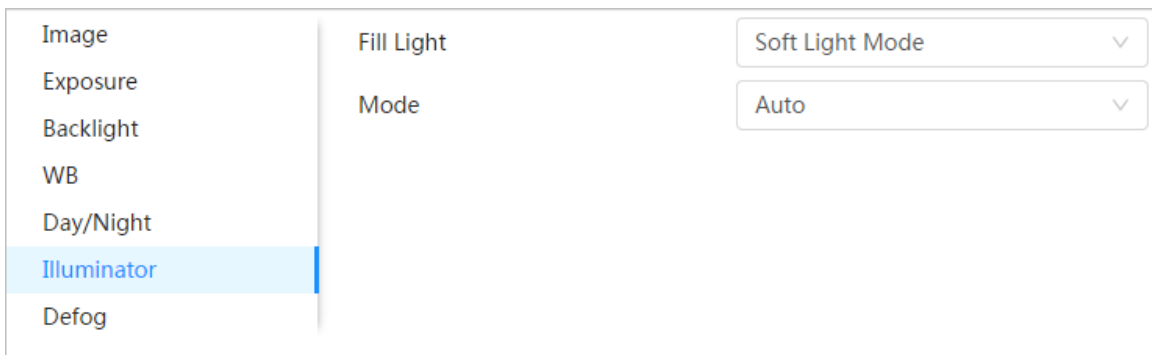 Image
Exposure
Backlight
WB
Day/Night
Illuminator
Defog
Fill Light
Soft Light Mode
Mode
Auto